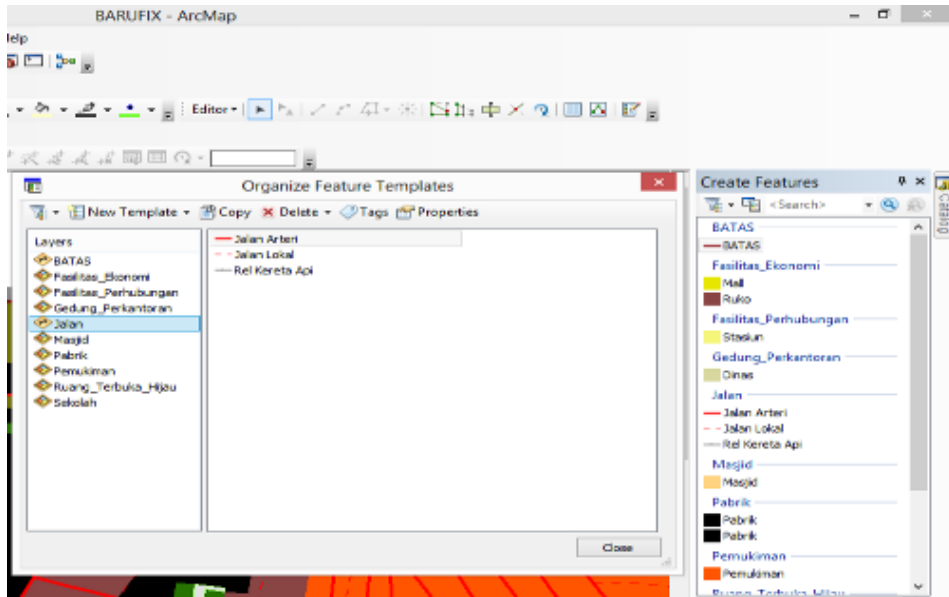 BARUFIX - ArcMap
Help
Editor
Organize Feature Templates
New Template Copy Delete Tags Properties
Layers
BATAS
Fasilitas_Ekonomi
Fasilitas_Perhubungan
Gedung_Perkantoran
Jalan
Masjid
Pabrik
Pemukiman
Ruang_Terbuka_Hijau
Sekolah
Jalan Arteri
Jalan Lokal
Rel Kereta Api
Close
Create Features
<Search>
BATAS
BATAS
Fasilitas_Ekonomi
Mall
Ruko
Fasilitas_Perhubungan
Stasiun
Gedung_Perkantoran
Dinas
Jalan
Jalan Arteri
Jalan Lokal
Rel Kereta Api
Masjid
Masjid
Pabrik
Pabrik
Pabrik
Pemukiman
Pemukiman
Ruang_Terbuka_Hijau
Catalog